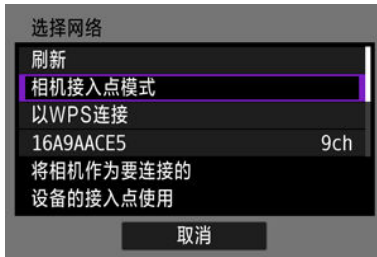 选择网络
刷新
相机接入点模式
以WPS连接
16A9AACE5 9ch
将相机作为要连接的
设备的接入点使用
取消